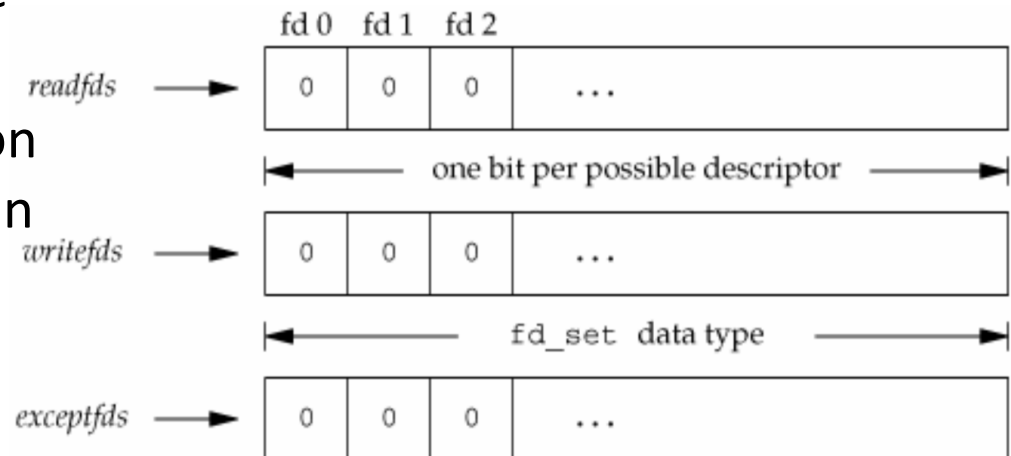 fd 0 fd 1 fd 2
readfds 0 0 0 ...
on
one bit per possible descriptor
n
writefds 0 0 0 ...
fd_set data type
exceptfds 0 0 0 ...